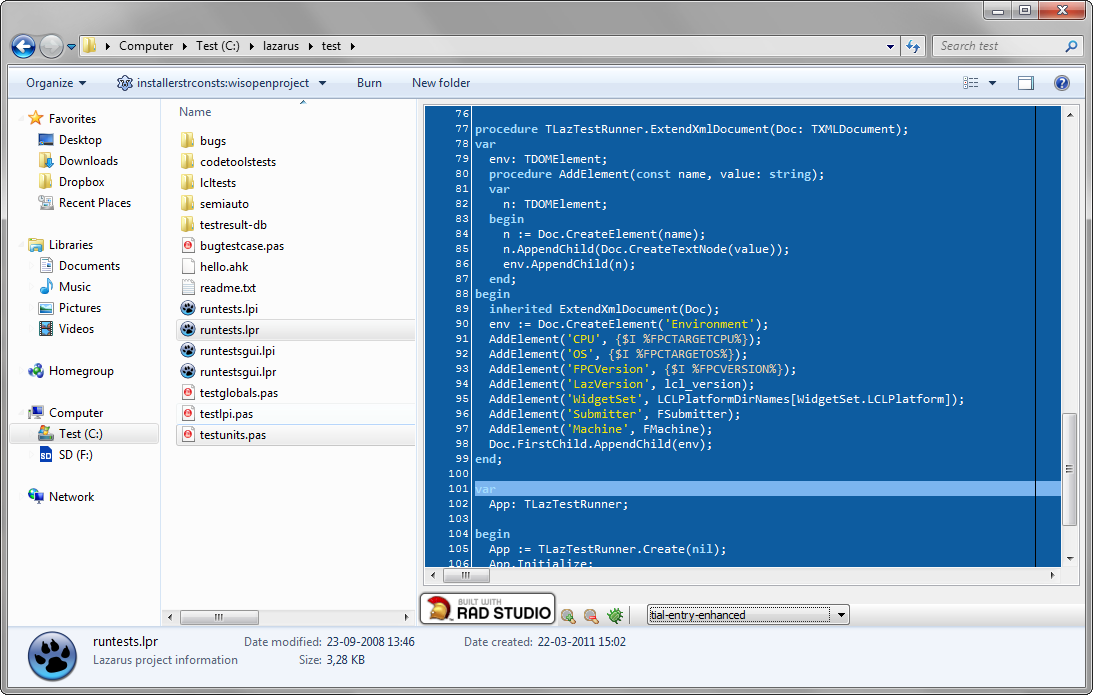 Computer ▸ Test (C:) ▸ lazarus ▸ test ▸
Search test
Organize
installerstrconsts:wisopenproject
Burn
New folder
Favorites
Desktop
Downloads
Dropbox
Recent Places
Libraries
Documents
Music
Pictures
Videos
Homegroup
Computer
Test (C:)
SD (F:)
Network
Name
bugs
codetoolstests
lcltests
semiauto
testresult-db
bugtestcase.pas
hello.ahk
readme.txt
runtests.lpi
runtests.lpr
runtestsgui.lpi
runtestsgui.lpr
testglobals.pas
testlpi.pas
testunits.pas
76
77 procedure TLazTestRunner.ExtendXmlDocument(Doc: TXMLDocument);
78 var
79   env: TDOMElement;
80   procedure AddElement(const name, value: string);
81   var
82     n: TDOMElement;
83   begin
84     n := Doc.CreateElement(name);
85     n.AppendChild(Doc.CreateTextNode(value));
86     env.AppendChild(n);
87   end;
88 begin
89   inherited ExtendXmlDocument(Doc);
90   env := Doc.CreateElement('Environment');
91   AddElement('CPU', {$I %FPCTARGETCPU%});
92   AddElement('OS', {$I %FPCTARGETOS%});
93   AddElement('FPCVersion', {$I %FPCVERSION%});
94   AddElement('LazVersion', lcl_version);
95   AddElement('WidgetSet', LCLPlatformDirNames[WidgetSet.LCLPlatform]);
96   AddElement('Submitter', FSubmitter);
97   AddElement('Machine', FMachine);
98   Doc.FirstChild.AppendChild(env);
99 end;
100
101 var
102   App: TLazTestRunner;
103
104 begin
105   App := TLazTestRunner.Create(nil);
106   App.Initialize;
BUILT WITH
RAD STUDIO
tial-entry-enhanced
runtests.lpr
Lazarus project information
Date modified: 23-09-2008 13:46
Size: 3,28 KB
Date created: 22-03-2011 15:02